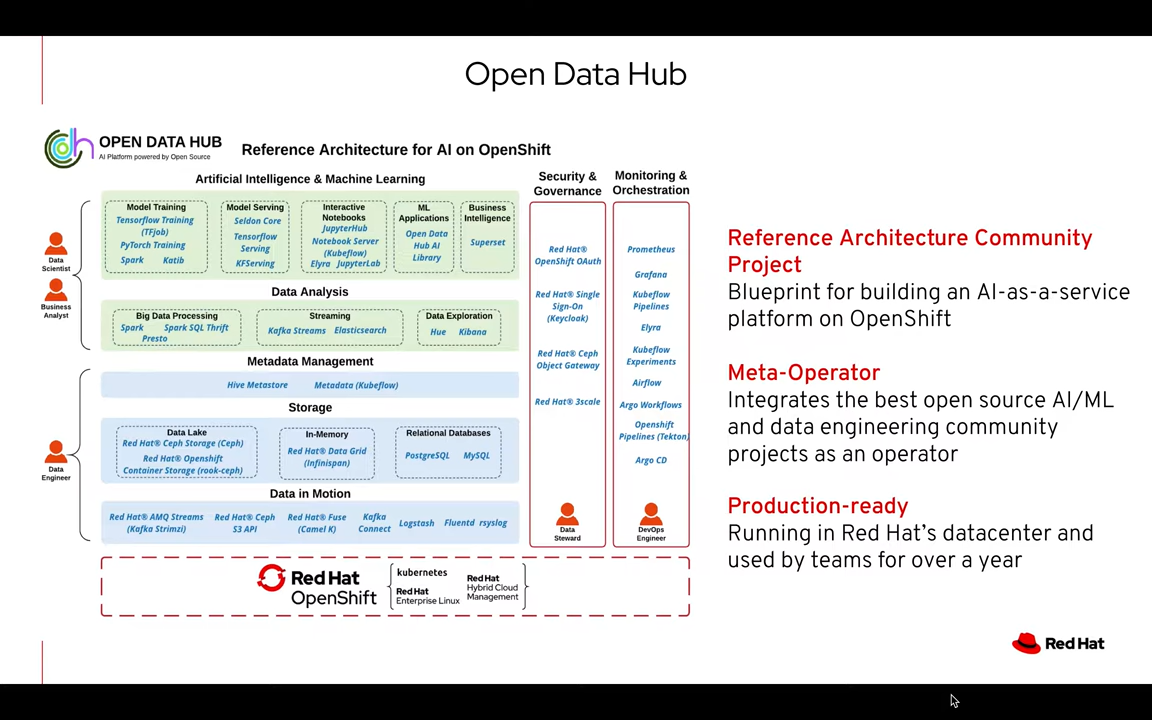 Open Data Hub
OPEN DATA HUB
AI Platform powered by Open Source
Reference Architecture for AI on OpenShift
Artificial Intelligence & Machine Learning
Model Training
Tensorflow Training
(TFjob)
PyTorch Training
Spark Katib
Model Serving
Seldon Core
Tensorflow
Serving
KFServing
Interactive
Notebooks
JupyterHub
Notebook Server
(Kubeflow)
Elyra JupyterLab
ML
Applications
Open Data
Hub AI
Library
Business
Intelligence
Superset
Data
Scientist
Business
Analyst
Data Analysis
Big Data Processing
Spark Spark SQL Thrift
Presto
Streaming
Kafka Streams Elasticsearch
Data Exploration
Hue Kibana
Metadata Management
Hive Metastore Metadata (Kubeflow)
Storage
Data Lake
Red Hat® Ceph Storage (Ceph)
Red Hat® Openshift
Container Storage (rook-ceph)
In-Memory
Red Hat® Data Grid
(Infinispan)
Relational Databases
PostgreSQL MySQL
Data
Engineer
Data in Motion
Red Hat® AMQ Streams
(Kafka Strimzi)
Red Hat® Ceph
S3 API
Red Hat® Fuse
(Camel K)
Kafka
Connect
Logstash
Fluentd rsyslog
Security &
Governance
Red Hat®
OpenShift OAuth
Red Hat® Single
Sign-On
(Keycloak)
Red Hat® Ceph
Object Gateway
Red Hat® 3scale
Data
Steward
Monitoring &
Orchestration
Prometheus
Grafana
Kubeflow
Pipelines
Elyra
Kubeflow
Experiments
Airflow
Argo Workflows
Openshift
Pipelines (Tekton)
Argo CD
DevOps
Engineer
Red Hat
OpenShift
kubernetes
Red Hat
Enterprise Linux
Red Hat
Hybrid Cloud
Management
Reference Architecture Community
Project
Blueprint for building an AI-as-a-service
platform on OpenShift
Meta-Operator
Integrates the best open source AI/ML
and data engineering community
projects as an operator
Production-ready
Running in Red Hat’s datacenter and
used by teams for over a year
Red Hat